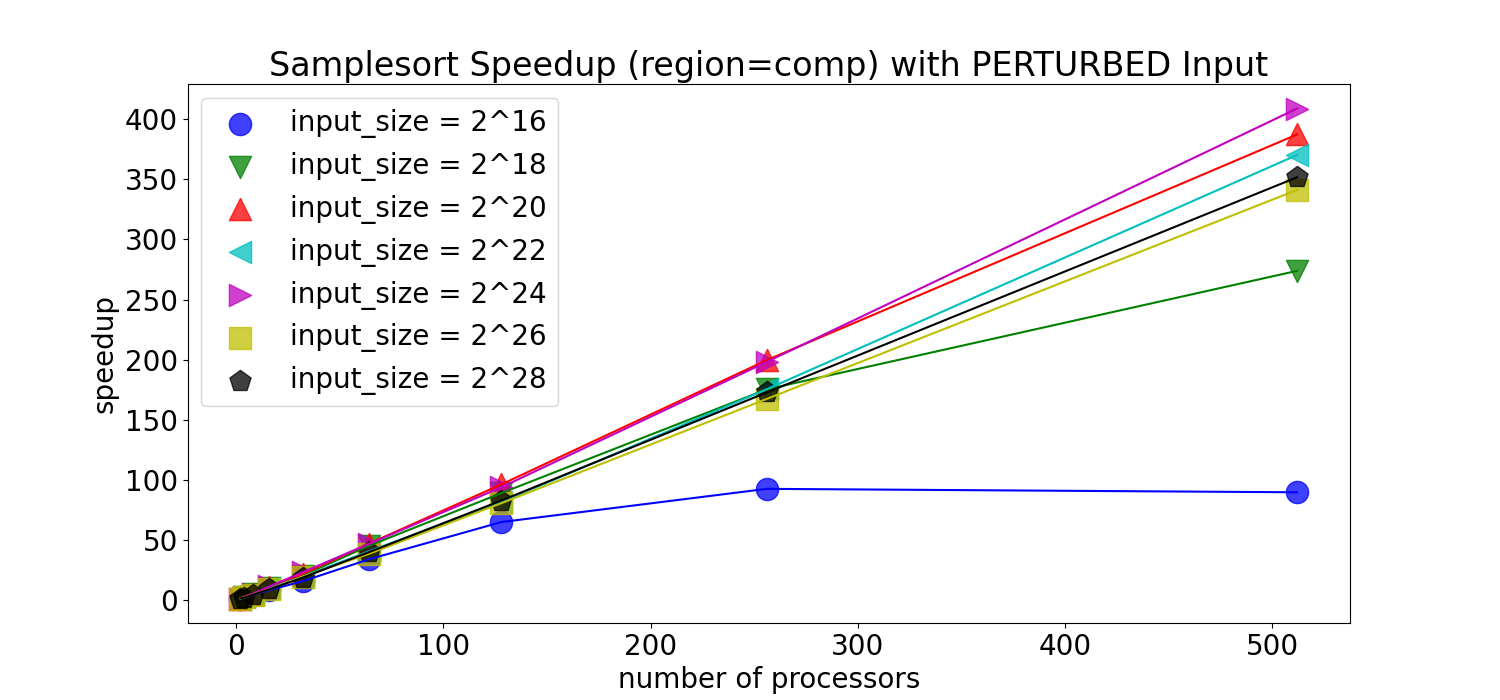 Samplesort Speedup (region=comp) with PERTURBED Input
input_size = 2^16
input_size = 2^18
input_size = 2^20
input_size = 2^22
input_size = 2^24
input_size = 2^26
input_size = 2^28
speedup
400
350
300
250
200
150
100
50
0
0 100 200 300 400 500
number of processors